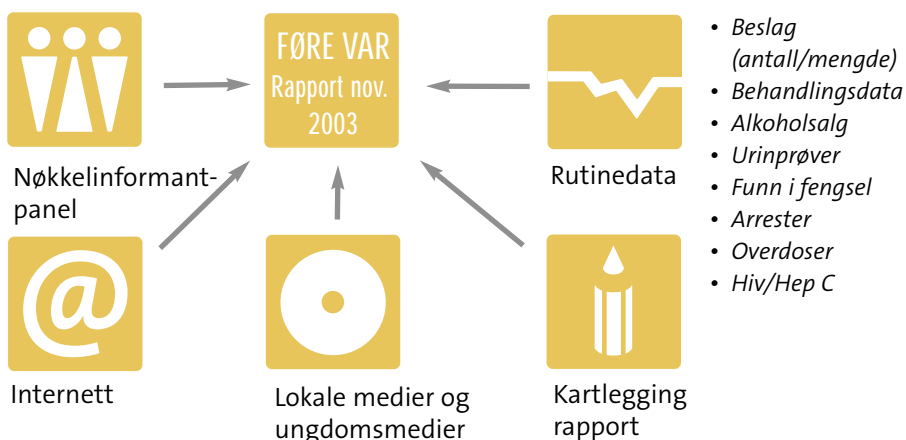 FØRE VAR
Rapport nov.
2003
Nøkkelinformant-
panel
Rutinedata
• Beslag
(antall/mengde)
• Behandlingsdata
• Alkoholsalg
• Urinprøver
• Funn i fengsel
• Arrester
• Overdoser
• Hiv/Hep C
@
Internett
Lokale medier og
ungdomsmedier
Kartlegging
rapport